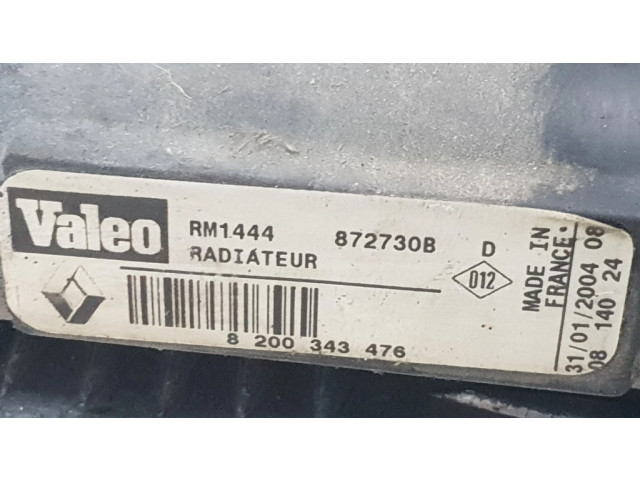 Valeo
RM1444 872730B D
RADIATEUR
012
8 200 343 476
MADE IN
FRANCE.
31/01/2004 08
08 140 24